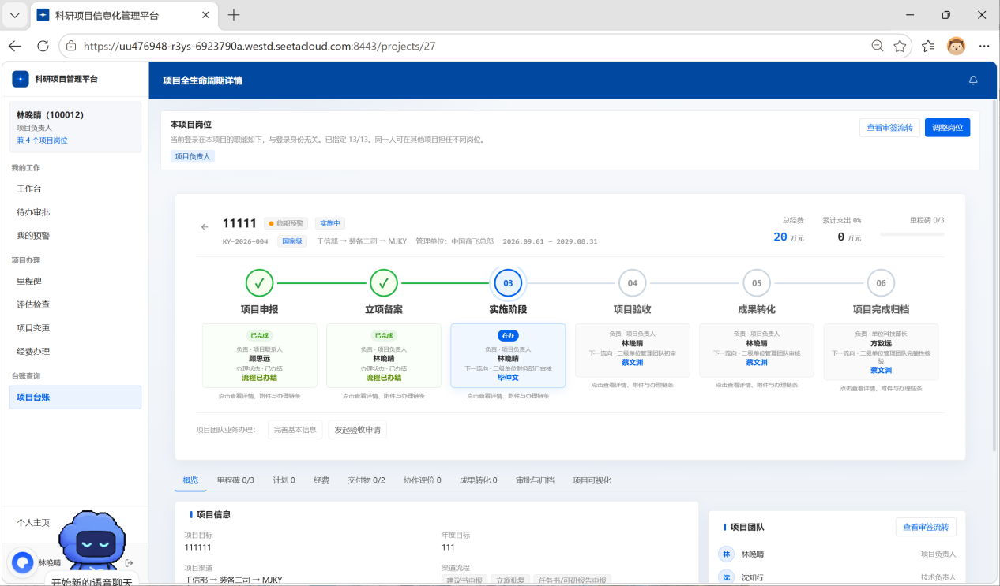 科研项目信息化管理平台
https://uu476948-r3ys-6923790a.westd.seetacloud.com:8443/projects/27
科研项目管理平台
项目全生命周期详情
林晚晴（100012）
项目负责人
兼 4 个项目岗位
我的工作
工作台
待办审批
我的预警
项目办理
里程碑
评估检查
项目变更
经费办理
台账查询
项目台账
个人主页
林晚晴
开始新的语音聊天
本项目岗位
当前登录在本项目的职能如下，与登录身份无关。已指定 13/13。同一人可在其他项目担任不同岗位。
项目负责人
查看审签流转
调整岗位
11111 临期预警 实施中
KY-2026-004 国家级 工信部 → 装备二司 → MJKY 管理单位：中国商飞总部 2026.09.01 – 2029.08.31
总经费
20 万元
累计支出 0%
0 万元
里程碑 0/3
03 04 05 06
项目申报 立项备案 实施阶段 项目验收 成果转化 项目完成归档
已完成
负责 · 项目联系人
顾思远
办理状态 · 已办结
流程已办结
点击查看详情、附件与办理链条
已完成
负责 · 项目负责人
林晚晴
办理状态 · 已办结
流程已办结
点击查看详情、附件与办理链条
在办
负责 · 项目负责人
林晚晴
下一流向 · 二级单位财务部门审核
毕仲文
点击查看详情、附件与办理链条
负责 · 项目负责人
林晚晴
下一流向 · 二级单位管理团队初审
蔡文渊
点击查看详情、附件与办理链条
负责 · 项目负责人
林晚晴
下一流向 · 二级单位管理团队审核
蔡文渊
点击查看详情、附件与办理链条
负责 · 单位科技部长
方致远
下一流向 · 二级单位管理团队完整性核
验
蔡文渊
点击查看详情、附件与办理链条
项目团队业务办理： 完善基本信息 发起验收申请
概览 里程碑 0/3 计划 0 经费 交付物 0/2 协作评价 0 成果转化 0 审批与归档 项目可视化
项目信息
项目目标
111111
年度目标
111
项目渠道
工信部 → 装备二司 → MJKY
渠道流程
建议书申报 立项批复 任务书/可研报告申报
项目团队
查看审签流转
林 林晚晴 项目负责人
沈 沈知行 技术负责人